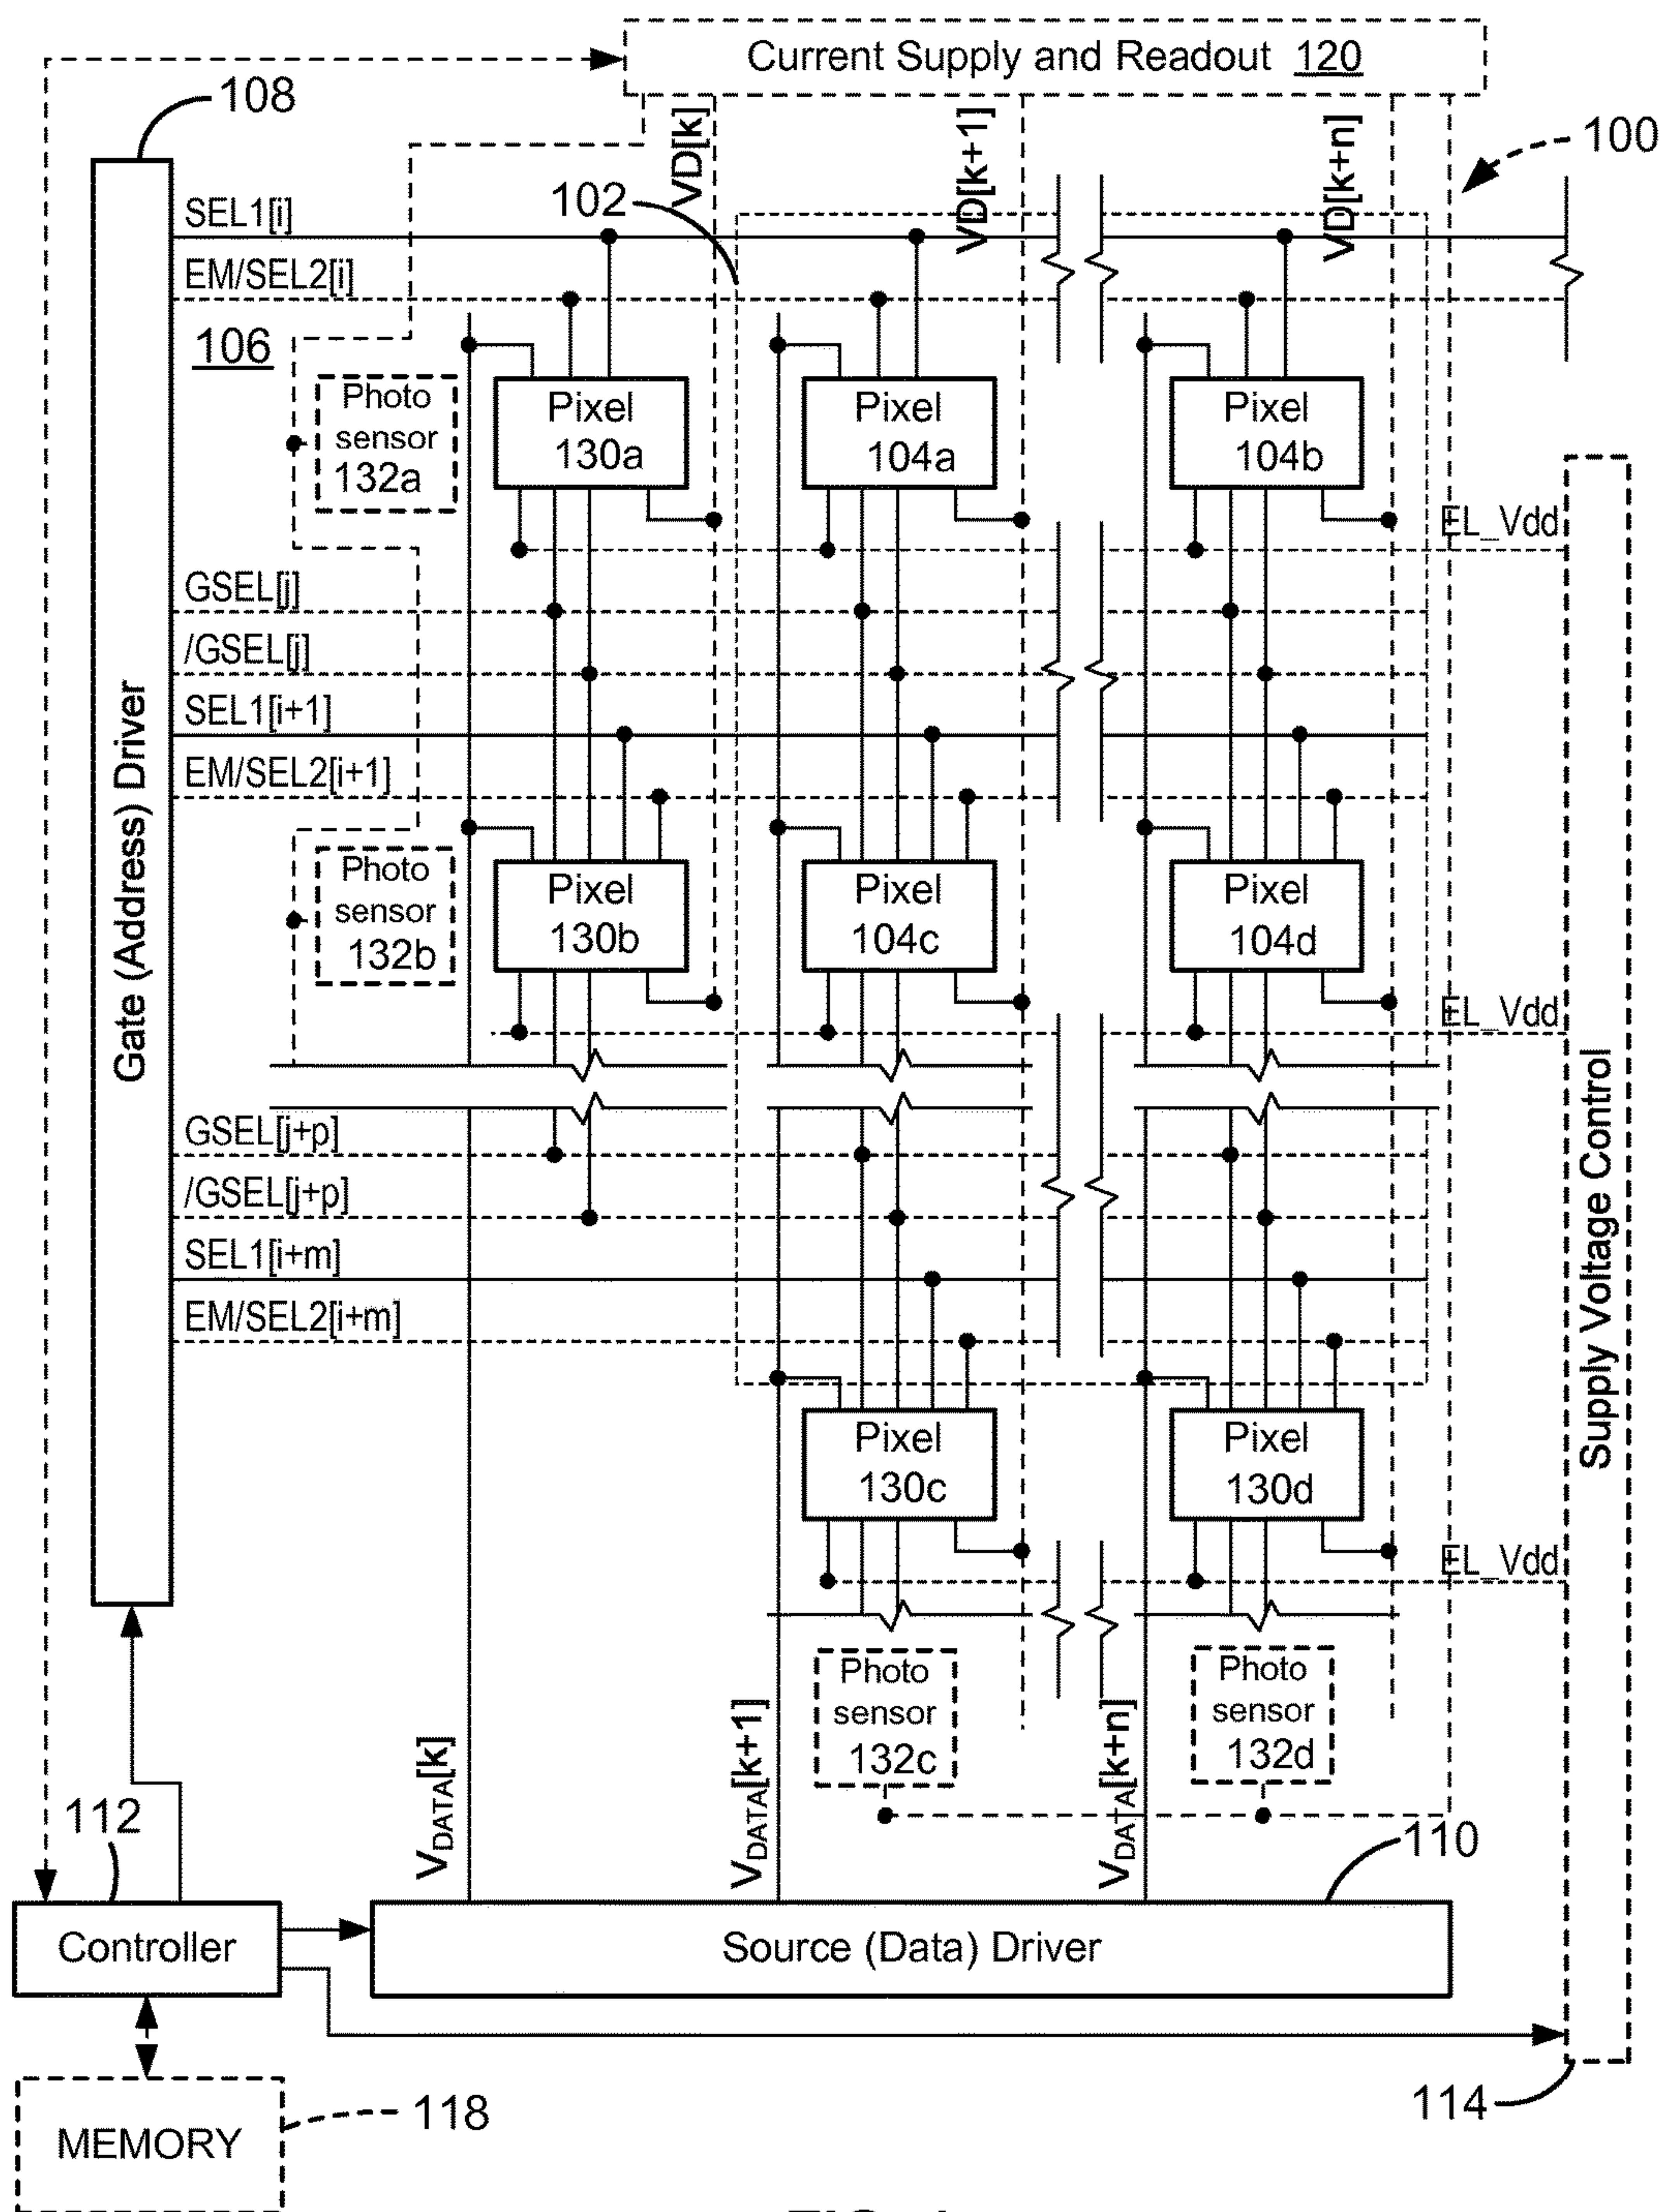 Current Supply and Readout 120
108
VD[k]
VD[k+1]
VD[k+n]
100
102
SEL1[i]
EM/SEL2[i]
106
Photo
sensor
132a
Pixel
130a
Pixel
104a
Pixel
104b
EL_Vdd
GSEL[j]
/GSEL[j]
SEL1[i+1]
EM/SEL2[i+1]
Gate (Address) Driver
Photo
sensor
132b
Pixel
130b
Pixel
104c
Pixel
104d
EL_Vdd
Supply Voltage Control
GSEL[j+p]
/GSEL[j+p]
SEL1[i+m]
EM/SEL2[i+m]
Pixel
130c
Pixel
130d
EL_Vdd
Photo
sensor
132c
Photo
sensor
132d
VDATA[k]
VDATA[k+1]
VDATA[k+n]
112
110
Controller
Source (Data) Driver
114
118
MEMORY